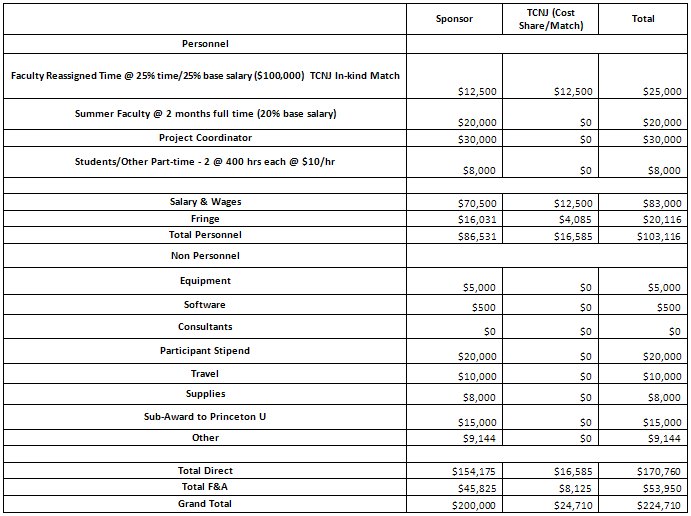 Sponsor TCNJ (Cost Share/Match) Total
Personnel
Faculty Reassigned Time @ 25% time/25% base salary ($100,000) TCNJ In-kind Match $12,500 $12,500 $25,000
Summer Faculty @ 2 months full time (20% base salary) $20,000 $0 $20,000
Project Coordinator $30,000 $0 $30,000
Students/Other Part-time - 2 @ 400 hrs each @ $10/hr $8,000 $0 $8,000
Salary & Wages $70,500 $12,500 $83,000
Fringe $16,031 $4,085 $20,116
Total Personnel $86,531 $16,585 $103,116
Non Personnel
Equipment $5,000 $0 $5,000
Software $500 $0 $500
Consultants $0 $0 $0
Participant Stipend $20,000 $0 $20,000
Travel $10,000 $0 $10,000
Supplies $8,000 $0 $8,000
Sub-Award to Princeton U $15,000 $0 $15,000
Other $9,144 $0 $9,144
Total Direct $154,175 $16,585 $170,760
Total F&A $45,825 $8,125 $53,950
Grand Total $200,000 $24,710 $224,710